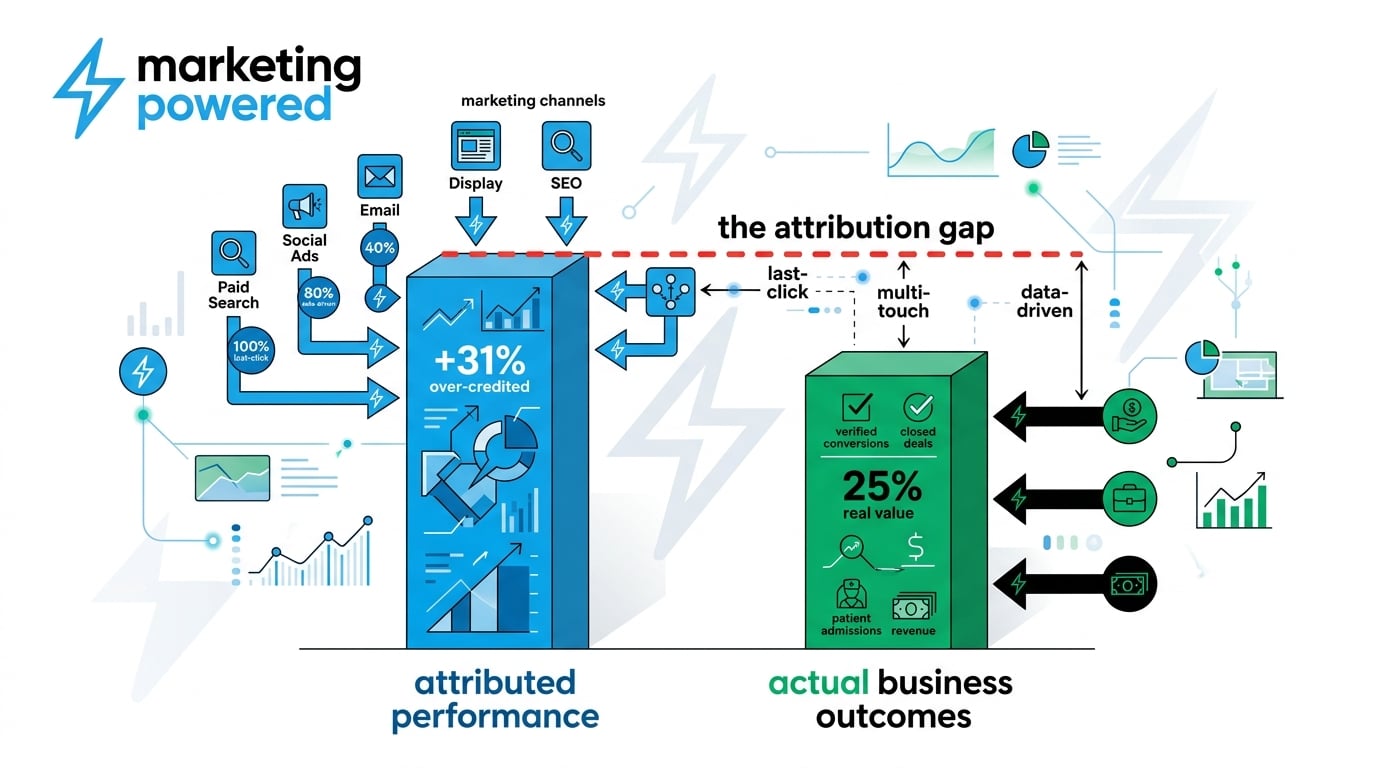 marketing
powered
marketing channels
Display
SEO
Email
40%
Social
Ads
80%
Paid
Search
100%
last-click
the attribution gap
last-
click
multi-
touch
data-
driven
+31%
over-credited
verified
conversions
closed
deals
25%
real value
$
$
patient
admissions
revenue
attributed
performance
actual business
outcomes